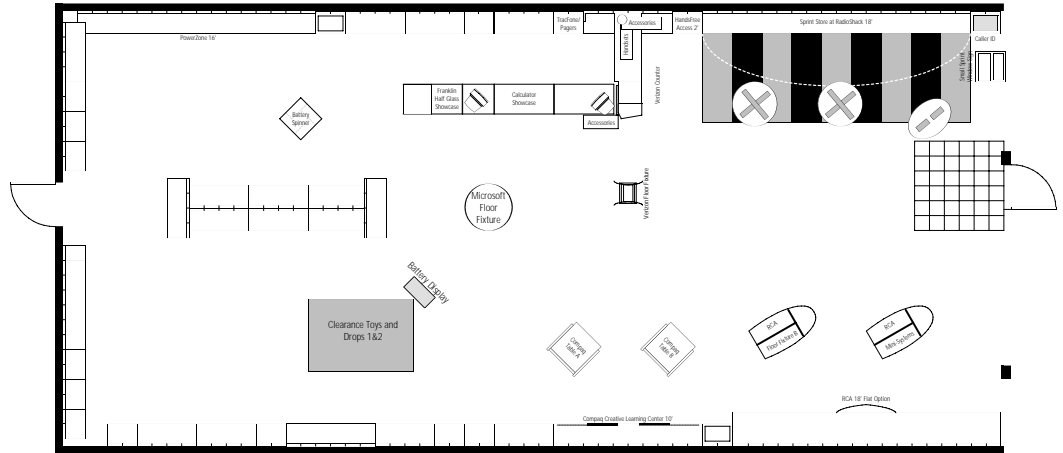 TracFone/
Pagers
Accessories
HandsFree
Access 2'
Sprint Store at RadioShack 18'
PowerZone 16'
Handsets
Caller ID
Small Sprint
Verizon Counter
Franklin
Half Glass
Showcase
Calculator
Showcase
Battery
Spinner
Accessories
Microsoft
Floor
Fixture
Verizon Floor Fixture
Battery Display
Clearance Toys and
Drops 1&2
Compaq
Table A
Compaq
Table B
RCA
Floor Fixture B
RCA
Mini-Systems
RCA 18' Flat Option
Compaq Creative Learning Center 10'